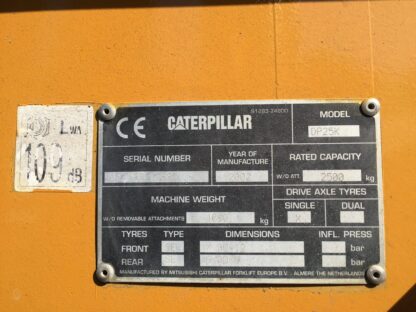 91263-24800
CE CATERPILLAR
MODEL
DP25K
LWA
109 dB
SERIAL NUMBER
YEAR OF MANUFACTURE
RATED CAPACITY
W/O ATT. 2500 kg
MACHINE WEIGHT
W/O REMOVABLE ATTACHMENTS kg
DRIVE AXLE TYRES
SINGLE DUAL
X
TYRES TYPE DIMENSIONS INFL. PRESS
FRONT bar
REAR bar
MANUFACTURED BY MITSUBISHI CATERPILLAR FORKLIFT EUROPE B.V. - ALMERE THE NETHERLANDS